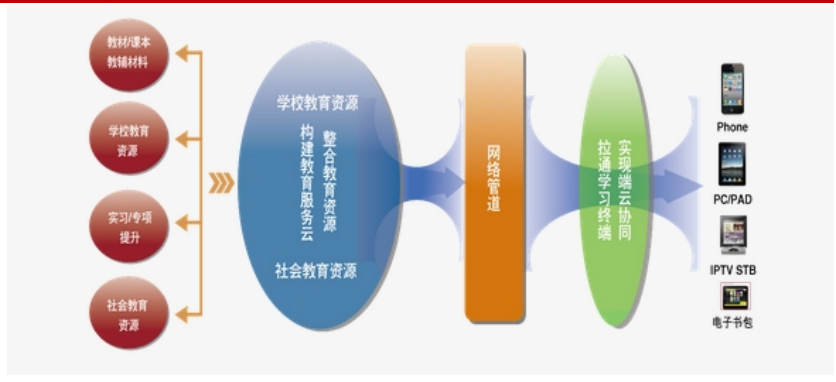 教材/课本
教辅材料
学校教育
资源
实习/专项
提升
社会教育
资源
学校教育资源
整合教育资源
构建教育服务云
社会教育资源
网络管道
实现端云协同
拉通学习终端
Phone
PC/PAD
IPTV STB
电子书包